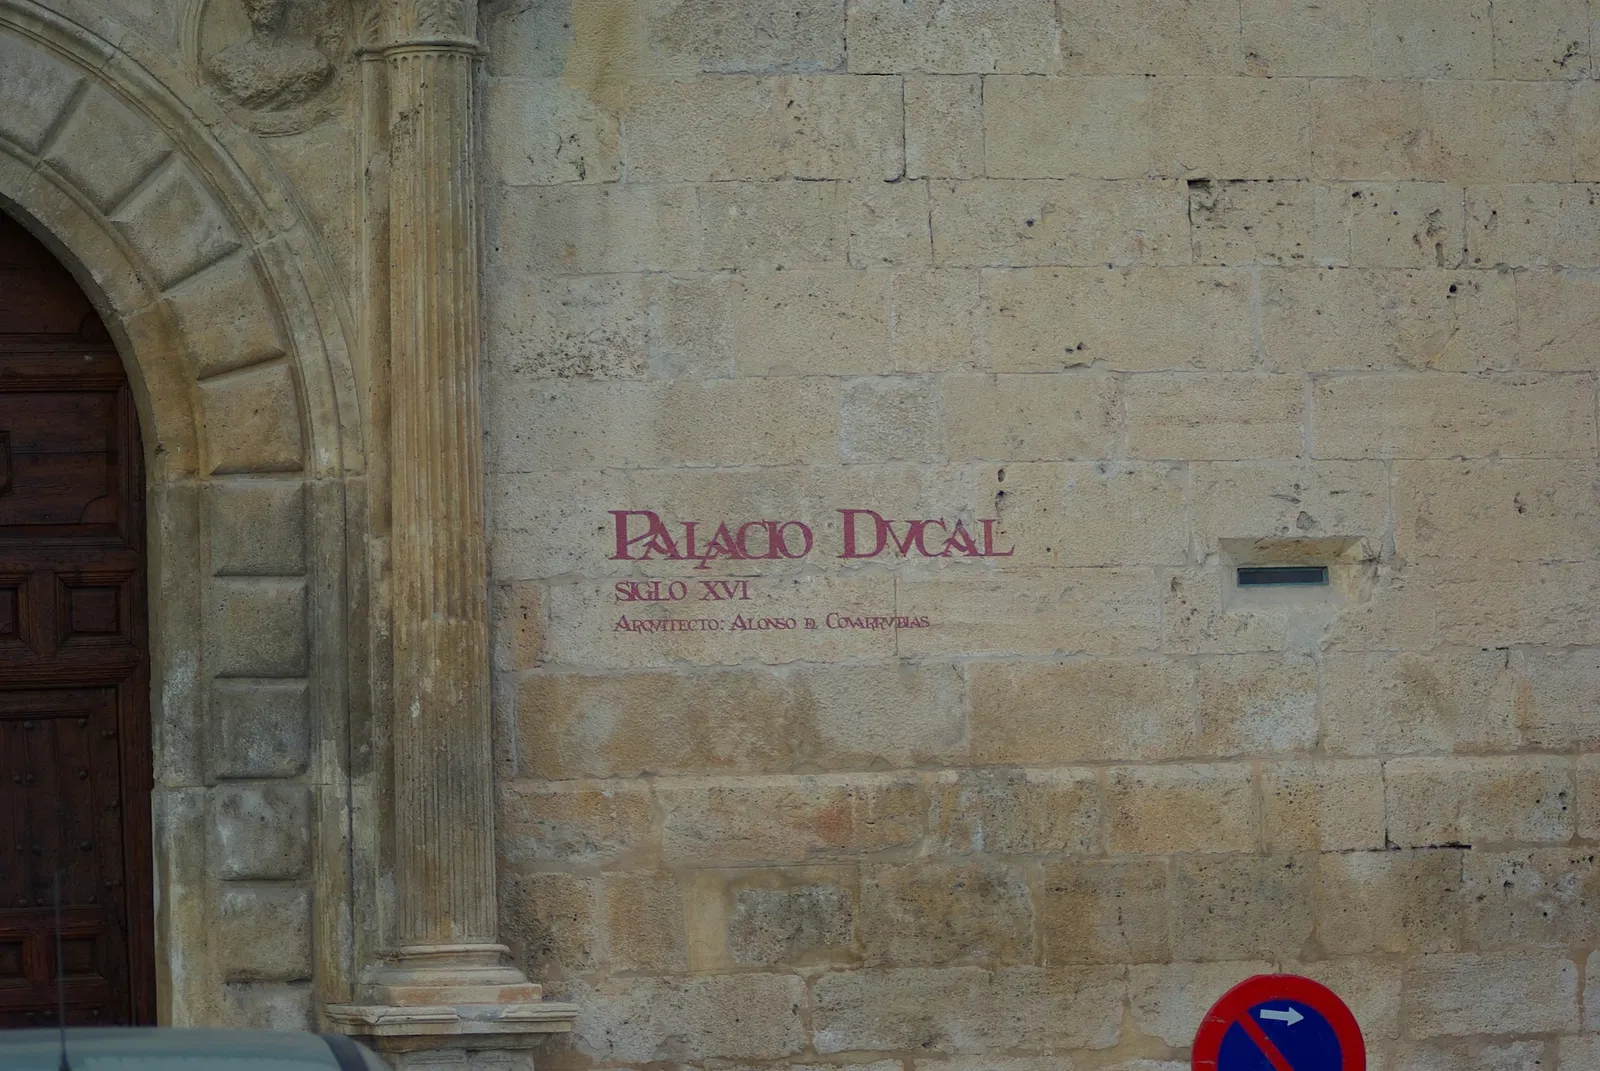 PALACIO DVCAL
SIGLO XVI
ARQVITECTO: ALONSO D. COVARRVBIAS